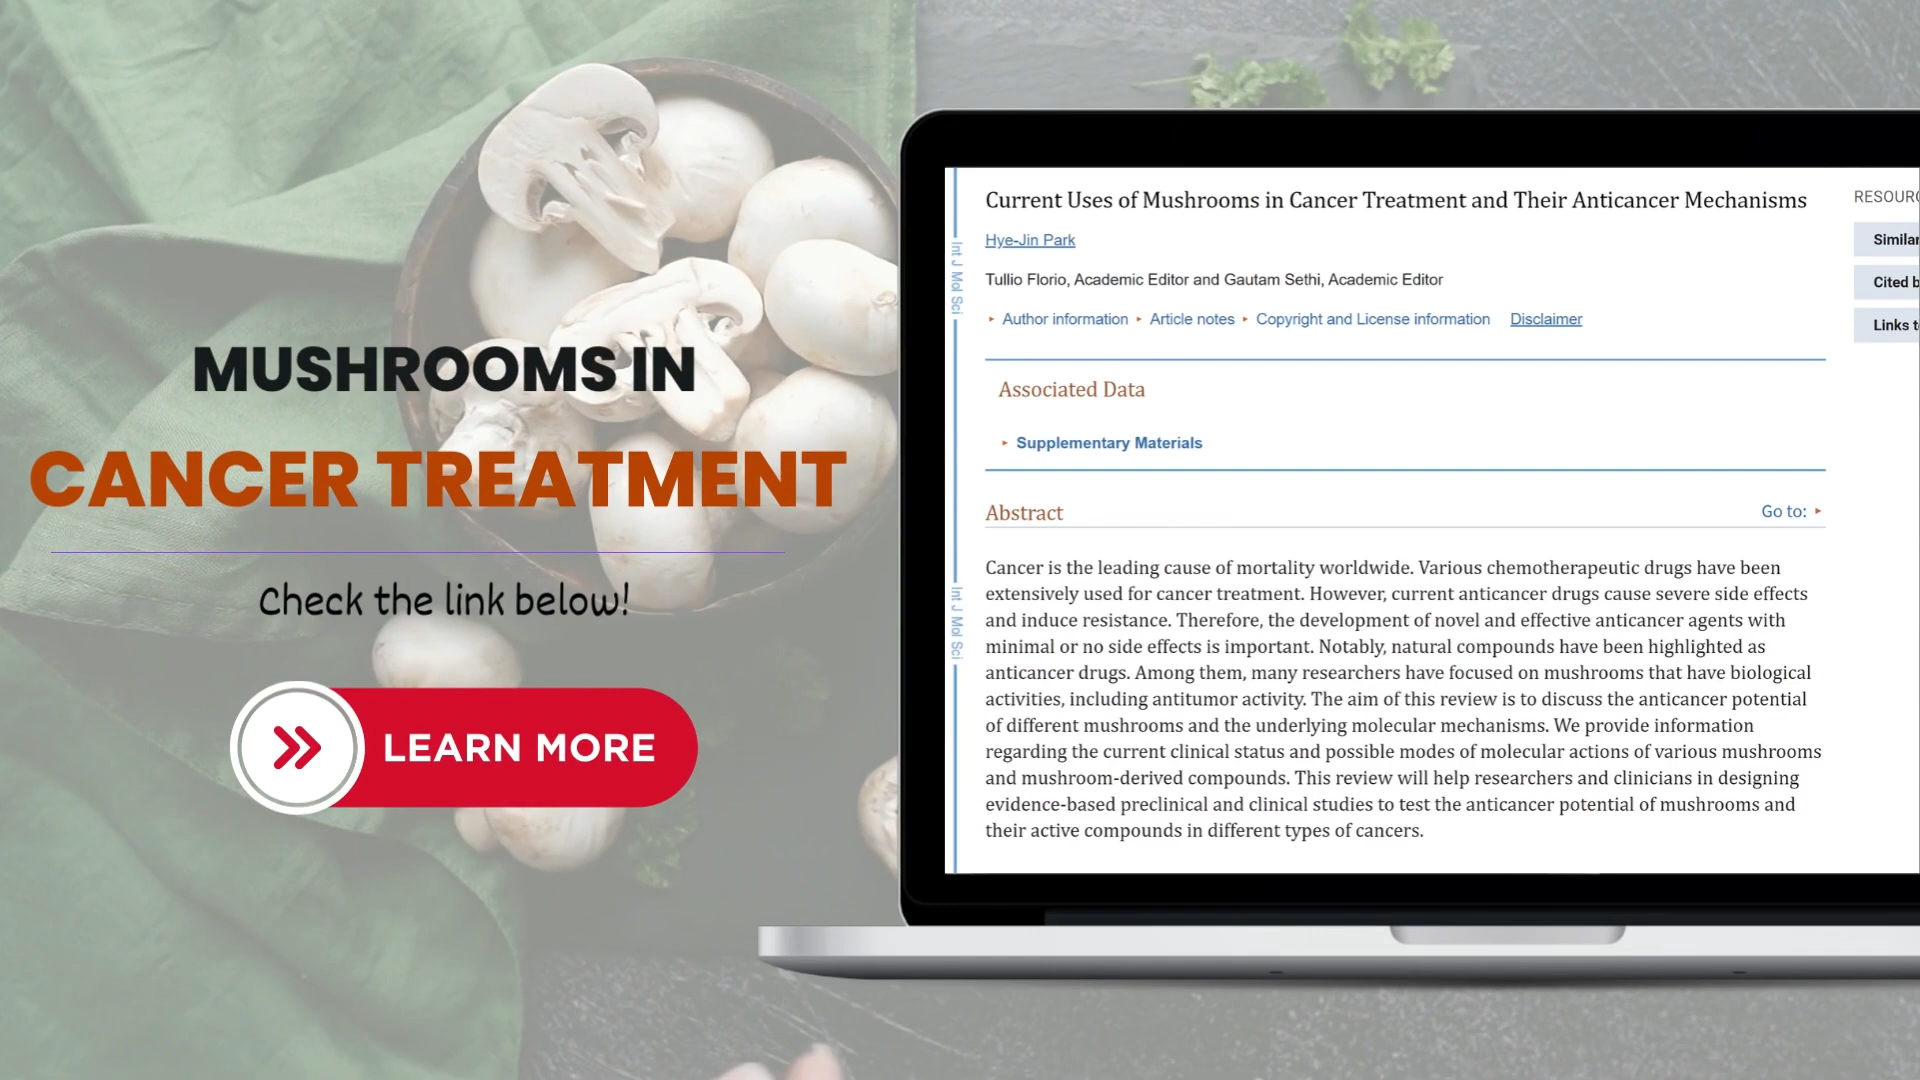 MUSHROOMS IN
CANCER TREATMENT
Check the link below!
LEARN MORE
Current Uses of Mushrooms in Cancer Treatment and Their Anticancer Mechanisms
Hye-Jin Park
Tullio Florio, Academic Editor and Gautam Sethi, Academic Editor
Author information Article notes Copyright and License information Disclaimer
Associated Data
Supplementary Materials
Abstract
Go to:
Cancer is the leading cause of mortality worldwide. Various chemotherapeutic drugs have been
extensively used for cancer treatment. However, current anticancer drugs cause severe side effects
and induce resistance. Therefore, the development of novel and effective anticancer agents with
minimal or no side effects is important. Notably, natural compounds have been highlighted as
anticancer drugs. Among them, many researchers have focused on mushrooms that have biological
activities, including antitumor activity. The aim of this review is to discuss the anticancer potential
of different mushrooms and the underlying molecular mechanisms. We provide information
regarding the current clinical status and possible modes of molecular actions of various mushrooms
and mushroom-derived compounds. This review will help researchers and clinicians in designing
evidence-based preclinical and clinical studies to test the anticancer potential of mushrooms and
their active compounds in different types of cancers.
Int J Mol Sci
Int J Mol Sci
Links